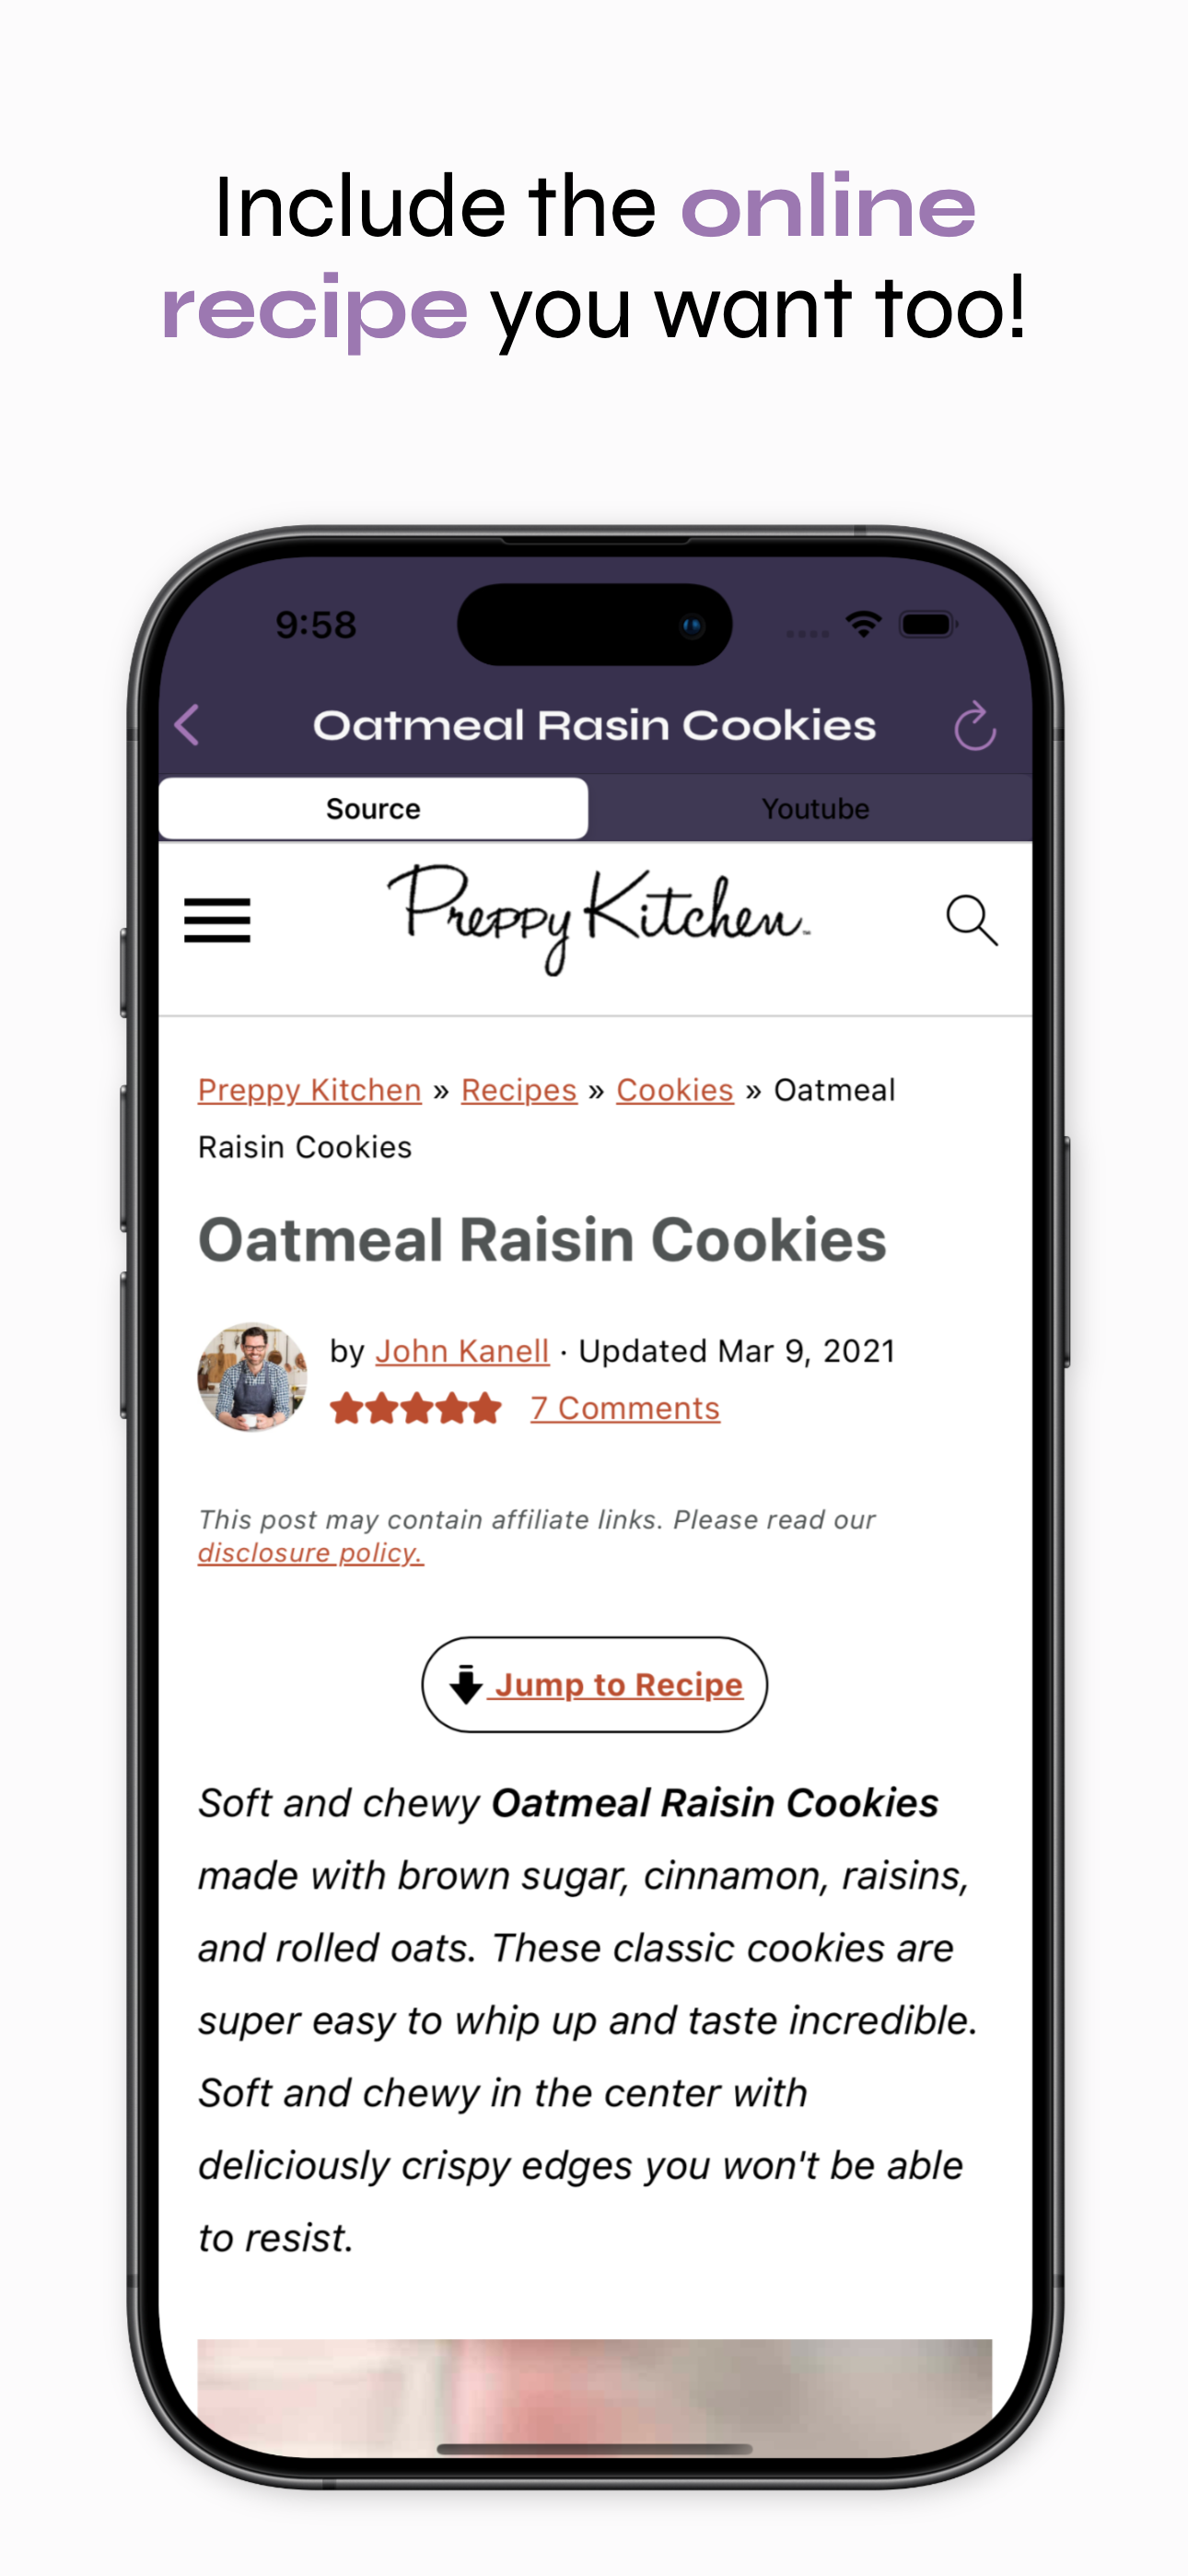 Include the online
recipe you want too!
9:58
Oatmeal Rasin Cookies
Source Youtube
Preppy Kitchen™
Preppy Kitchen » Recipes » Cookies » Oatmeal
Raisin Cookies
Oatmeal Raisin Cookies
by John Kanell · Updated Mar 9, 2021
7 Comments
This post may contain affiliate links. Please read our
disclosure policy.
Jump to Recipe
Soft and chewy Oatmeal Raisin Cookies
made with brown sugar, cinnamon, raisins,
and rolled oats. These classic cookies are
super easy to whip up and taste incredible.
Soft and chewy in the center with
deliciously crispy edges you won't be able
to resist.